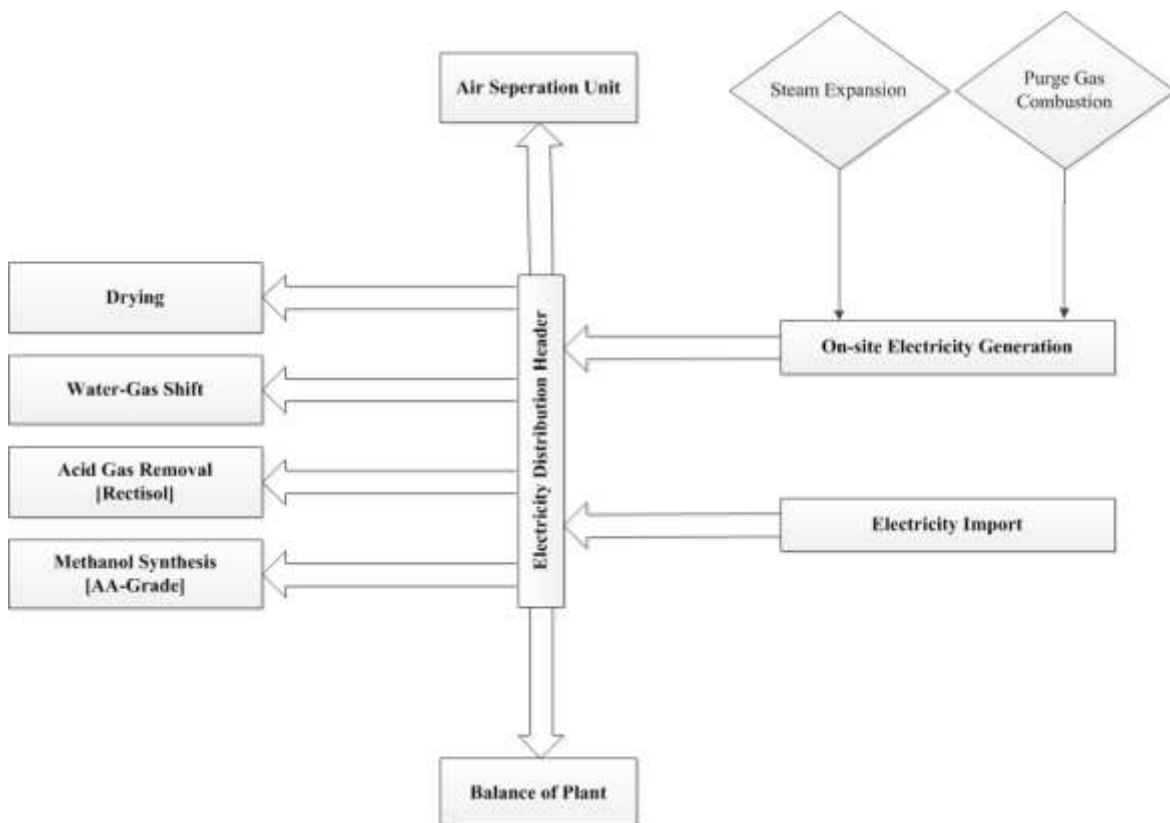 Air Seperation Unit
Steam Expansion
Purge Gas
Combustion
Drying
Water-Gas Shift
Acid Gas Removal
[Rectisol]
Methanol Synthesis
[AA-Grade]
Electricity Distribution Header
On-site Electricity Generation
Electricity Import
Balance of Plant